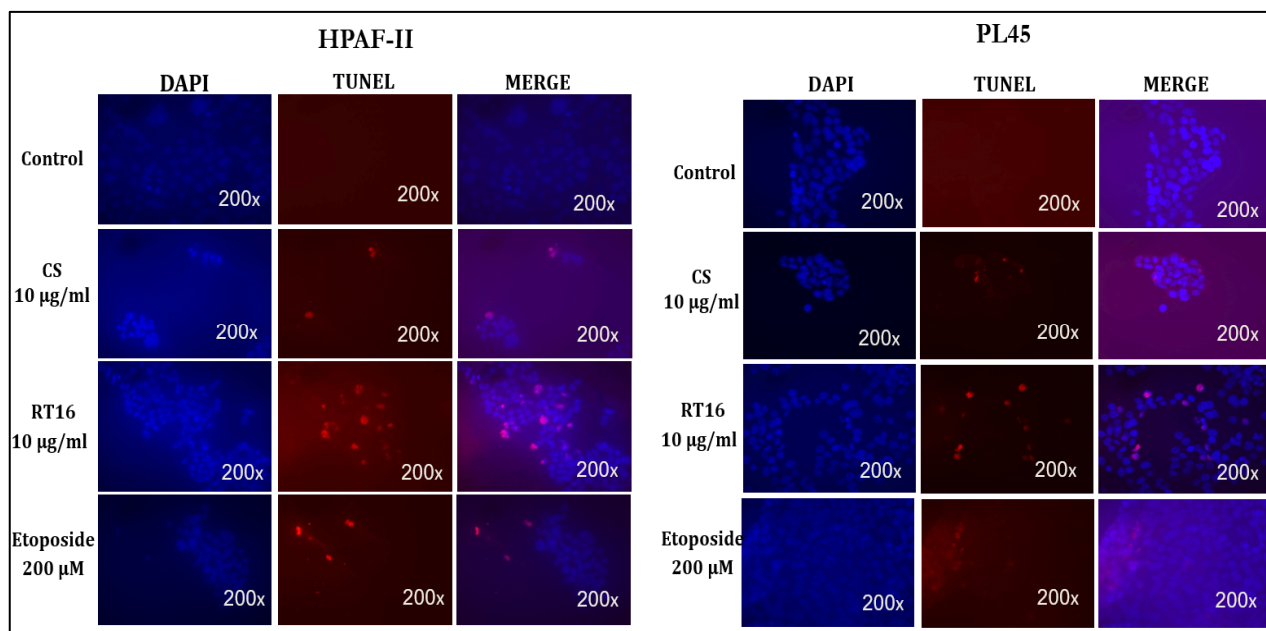 HPAF-II
DAPI TUNEL MERGE
Control 200x 200x 200x
CS
10 µg/ml 200x 200x 200x
RT16
10 µg/ml 200x 200x 200x
Etoposide
200 µM 200x 200x 200x
PL45
DAPI TUNEL MERGE
Control 200x 200x 200x
CS
10 µg/ml 200x 200x 200x
RT16
10 µg/ml 200x 200x 200x
Etoposide
200 µM 200x 200x 200x